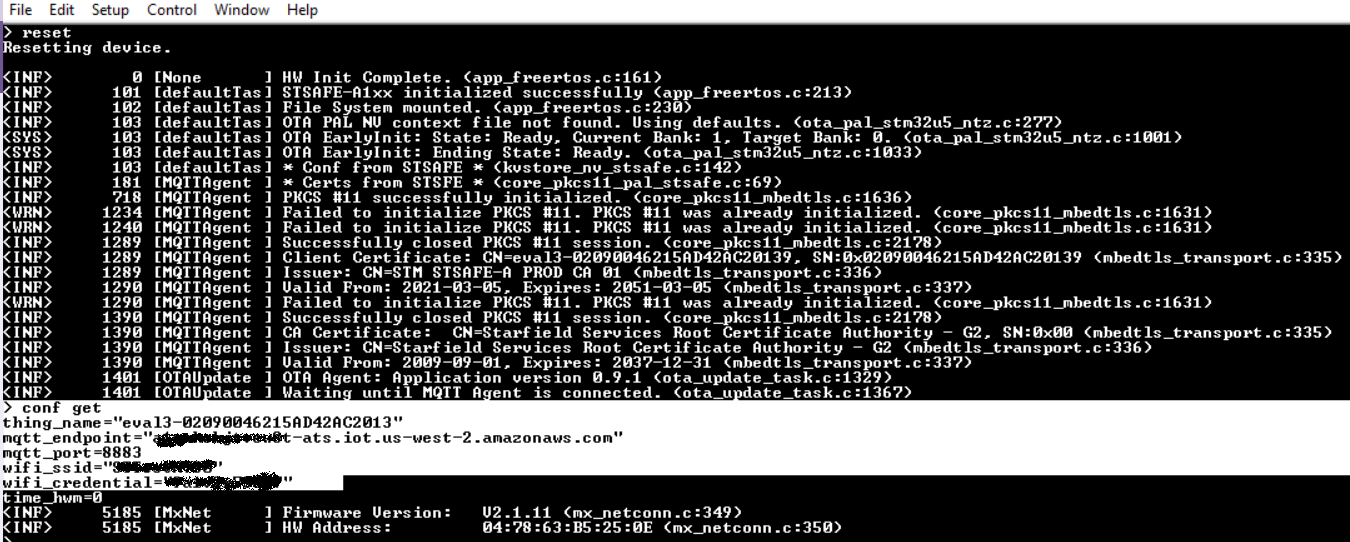 File Edit Setup Control Window Help
> reset
Resetting device.
<INF> 0 [None ] HW Init Complete. (app_freertos.c:161)
<INF> 101 [defaultTas] STSAFE-A1xx initialized successfully (app_freertos.c:213)
<INF> 102 [defaultTas] File System mounted. (app_freertos.c:230)
<INF> 103 [defaultTas] OTA PAL NV context file not found. Using defaults. (ota_pal_stm32u5_ntz.c:277)
<SYS> 103 [defaultTas] OTA EarlyInit: State: Ready, Current Bank: 1, Target Bank: 0. (ota_pal_stm32u5_ntz.c:1001)
<SYS> 103 [defaultTas] OTA EarlyInit: Ending State: Ready. (ota_pal_stm32u5_ntz.c:1033)
<INF> 103 [defaultTas] * Conf from STSAFE * (kvstore_nv_stsafe.c:142)
<INF> 181 [MQTTAgent ] * Certs from STSFE * (core_pkcs11_pal_stsafe.c:69)
<INF> 718 [MQTTAgent ] PKCS #11 successfully initialized. (core_pkcs11_mbedtls.c:1636)
<WRN> 1234 [MQTTAgent ] Failed to initialize PKCS #11. PKCS #11 was already initialized. (core_pkcs11_mbedtls.c:1631)
<WRN> 1240 [MQTTAgent ] Failed to initialize PKCS #11. PKCS #11 was already initialized. (core_pkcs11_mbedtls.c:1631)
<INF> 1289 [MQTTAgent ] Successfully closed PKCS #11 session. (core_pkcs11_mbedtls.c:2178)
<INF> 1289 [MQTTAgent ] Client Certificate: CN=eval3-02090046215AD42AC20139, SN:0x02090046215AD42AC20139 (mbedtls_transport.c:335)
<INF> 1289 [MQTTAgent ] Issuer: CN=STM STSAFE-A PROD CA 01 (mbedtls_transport.c:336)
<INF> 1290 [MQTTAgent ] Valid From: 2021-03-05, Expires: 2051-03-05 (mbedtls_transport.c:337)
<WRN> 1290 [MQTTAgent ] Failed to initialize PKCS #11. PKCS #11 was already initialized. (core_pkcs11_mbedtls.c:1631)
<INF> 1390 [MQTTAgent ] Successfully closed PKCS #11 session. (core_pkcs11_mbedtls.c:2178)
<INF> 1390 [MQTTAgent ] CA Certificate: CN=Starfield Services Root Certificate Authority - G2, SN:0x00 (mbedtls_transport.c:335)
<INF> 1390 [MQTTAgent ] Issuer: CN=Starfield Services Root Certificate Authority - G2 (mbedtls_transport.c:336)
<INF> 1390 [MQTTAgent ] Valid From: 2009-09-01, Expires: 2037-12-31 (mbedtls_transport.c:337)
<INF> 1401 [OTAUpdate ] OTA Agent: Application version 0.9.1 (ota_update_task.c:1329)
<INF> 1401 [OTAUpdate ] Waiting until MQTT Agent is connected. (ota_update_task.c:1367)
> conf get
thing_name="eval3-02090046215AD42AC2013"
mqtt_endpoint="t-ats.iot.us-west-2.amazonaws.com"
mqtt_port=8883
wifi_ssid=""
wifi_credential="
time_hwm=0
<INF> 5185 [MxNet ] Firmware Version: V2.1.11 (mx_netconn.c:349)
<INF> 5185 [MxNet ] HW Address: 04:78:63:B5:25:0E (mx_netconn.c:350)